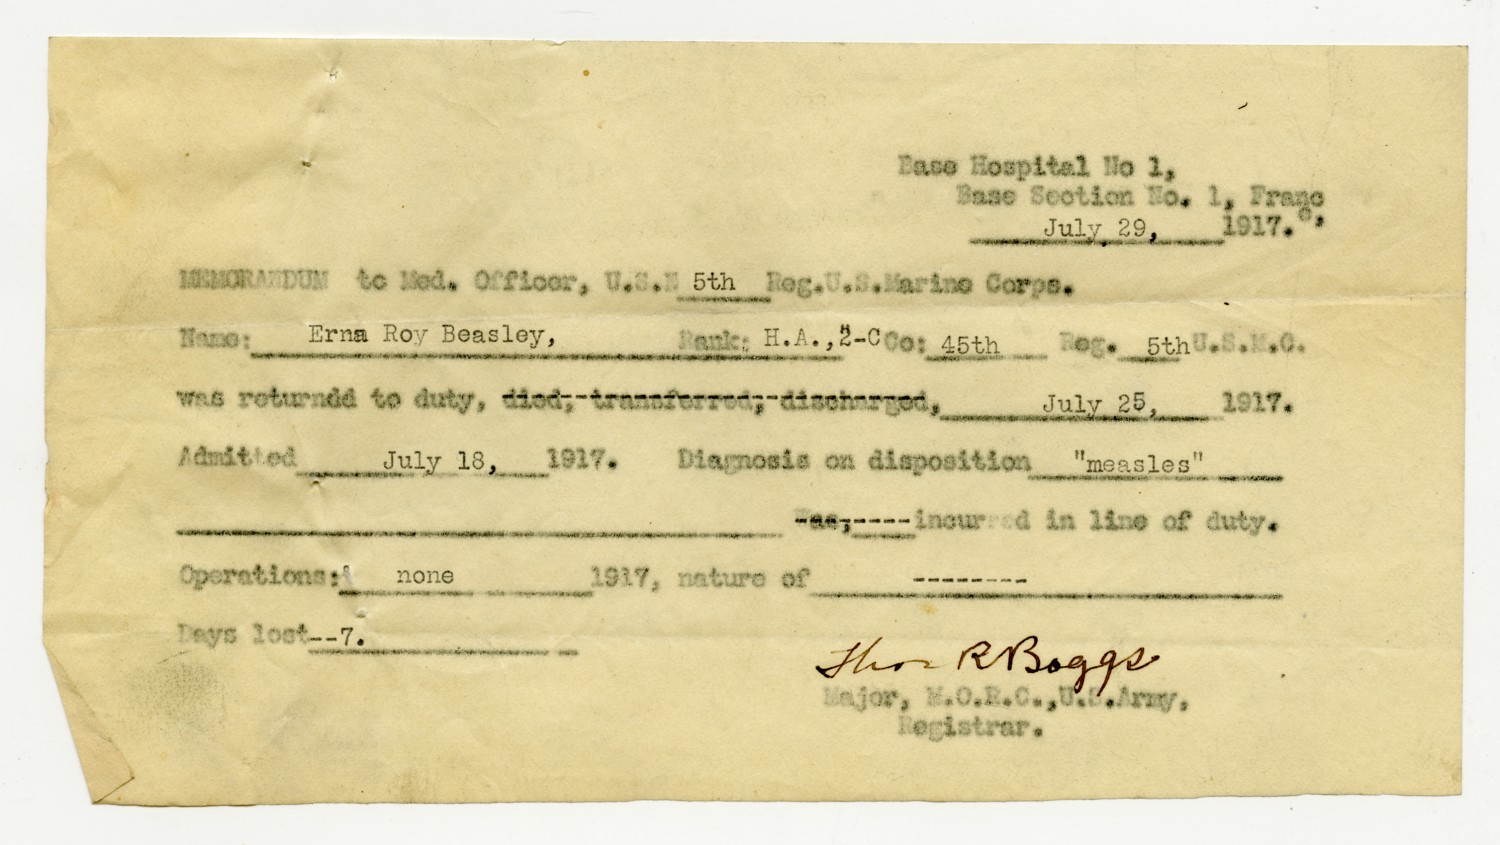 Base Hospital No 1,
Base Section No. 1, France,
July 29, 1917.
MEMORANDUM to Med. Officer, U.S.N 5th Reg.U.S.Marine Corps.
Name: Erna Roy Beasley, Rank: H.A.,2-C Co: 45th Reg. 5th U.S.M.C.
was returndd to duty, died, transferred, discharged, July 25, 1917.
Admitted July 18, 1917. Diagnosis on disposition "measles"
Was,---- incurred in line of duty.
Operations: none 1917, nature of --------
Days lost--7.
Thos R Boggs
Major, M.O.R.C.,U.S.Army,
Registrar.